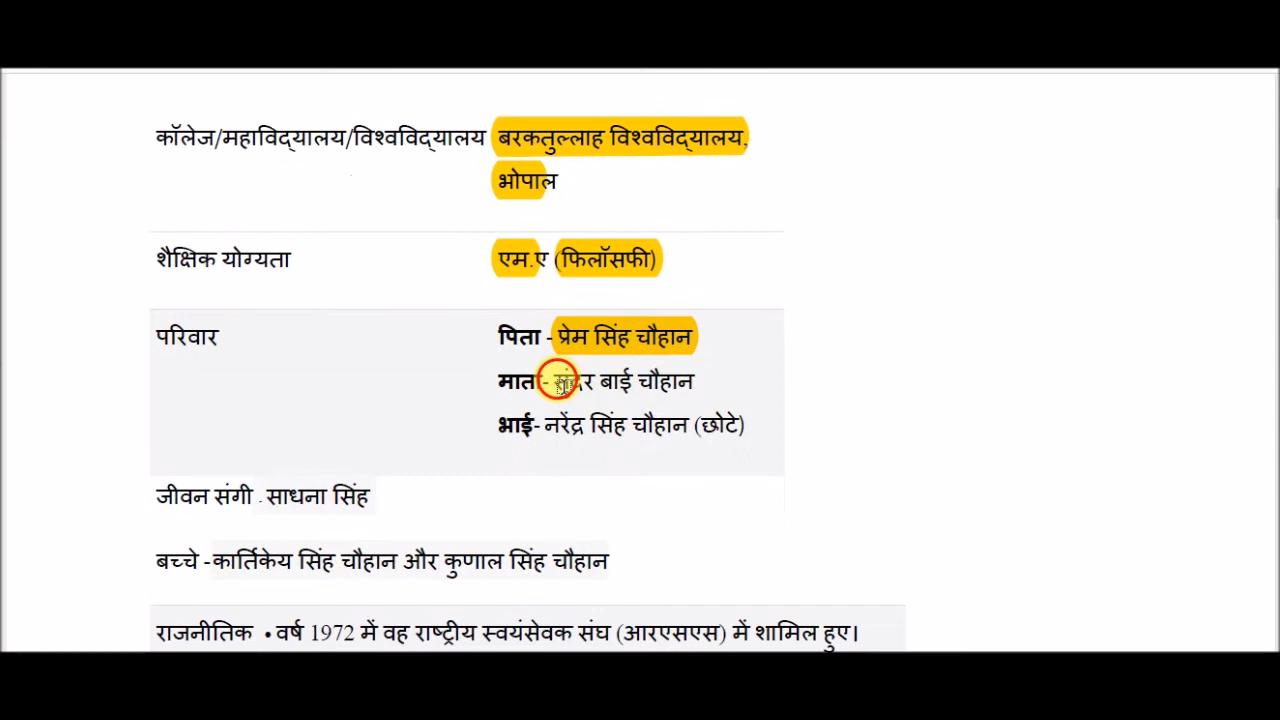 कॉलेज/महाविद्यालय/विश्वविद्यालय बरकतुल्लाह विश्वविद्यालय,
भोपाल
शैक्षिक योग्यता एम.ए (फिलॉसफी)
परिवार पिता - प्रेम सिंह चौहान
माता- सुंदर बाई चौहान
भाई- नरेंद्र सिंह चौहान (छोटे)
जीवन संगी - साधना सिंह
बच्चे -कार्तिकेय सिंह चौहान और कुणाल सिंह चौहान
राजनीतिक • वर्ष 1972 में वह राष्ट्रीय स्वयंसेवक संघ (आरएसएस) में शामिल हुए।